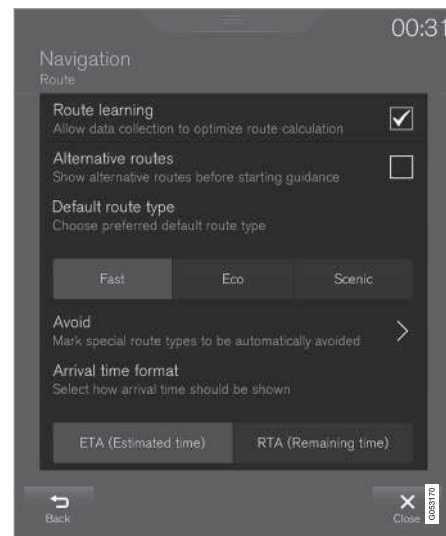 00:31
Navigation
Route
Route learning
Allow data collection to optimize route calculation
Alternative routes
Show alternative routes before starting guidance
Default route type
Choose preferred default route type
Fast
Eco
Scenic
Avoid
Mark special route types to be automatically avoided
Arrival time format
Select how arrival time should be shown
ETA (Estimated time)
RTA (Remaining time)
Back
Close
G053170